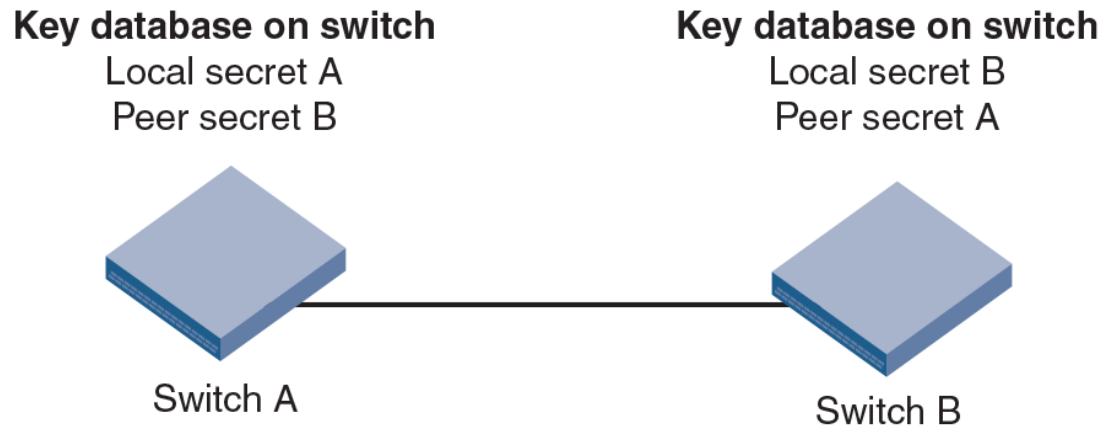 Key database on switch
Local secret A
Peer secret B
Key database on switch
Local secret B
Peer secret A
Switch A
Switch B